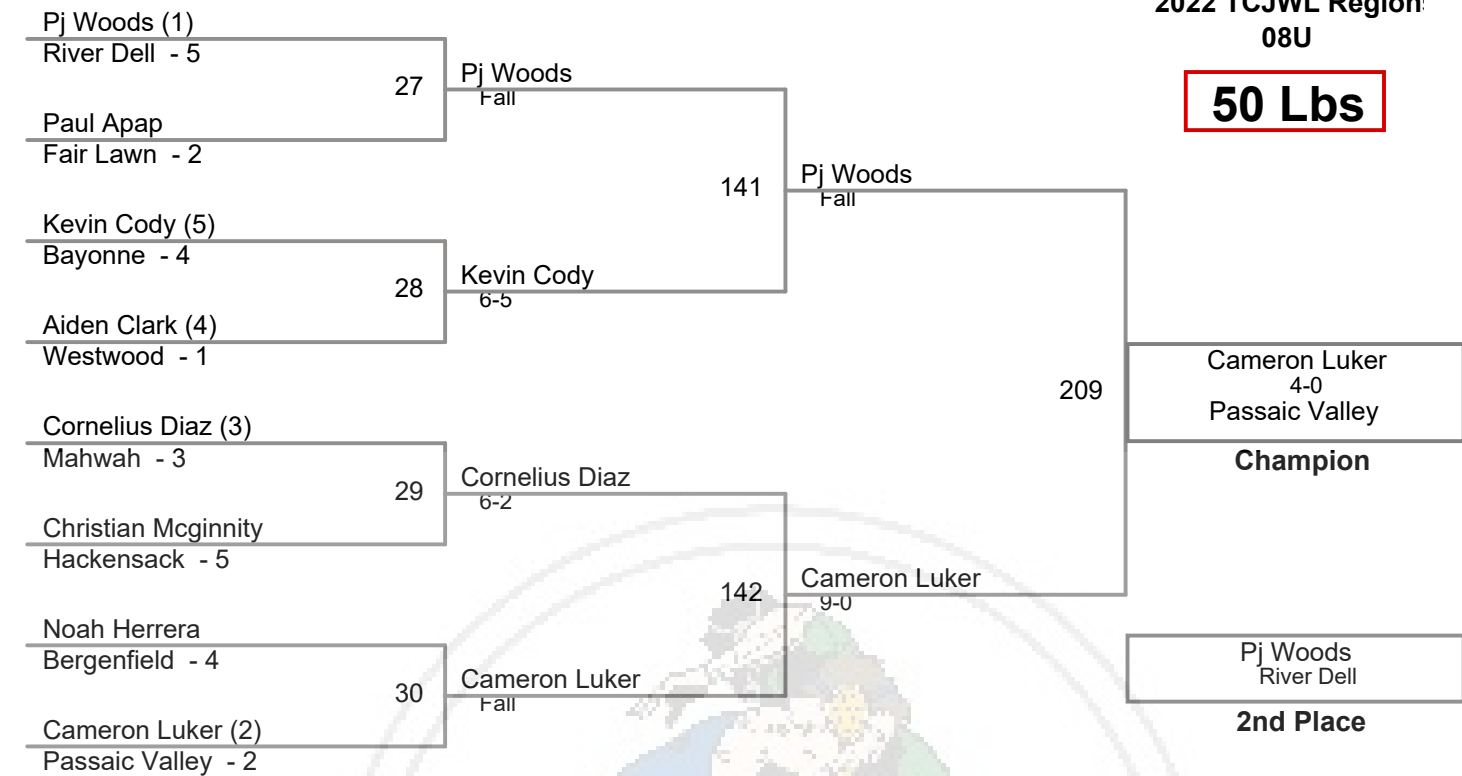 2022 TCJWL Region
08U
50 Lbs
Pj Woods (1)
River Dell - 5
27
Paul Apap
Fair Lawn - 2
Pj Woods
Fall
Kevin Cody (5)
Bayonne - 4
28
Aiden Clark (4)
Westwood - 1
Kevin Cody
6-5
141
Pj Woods
Fall
Cornelius Diaz (3)
Mahwah - 3
29
Christian Mcginnity
Hackensack - 5
Cornelius Diaz
6-2
Noah Herrera
Bergenfield - 4
30
Cameron Luker (2)
Passaic Valley - 2
Cameron Luker
Fall
142
Cameron Luker
9-0
209
Cameron Luker
4-0
Passaic Valley
Champion
Pj Woods
River Dell
2nd Place